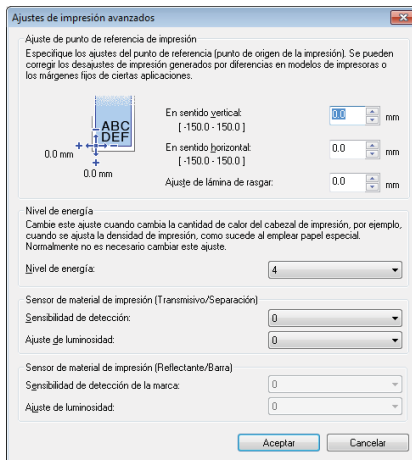 Ajustes de impresión avanzados
Ajuste de punto de referencia de impresión
Especifique los ajustes del punto de referencia (punto de origen de la impresión). Se pueden
corregir los desajustes de impresión generados por diferencias en modelos de impresoras o
los márgenes fijos de ciertas aplicaciones.
ABC
DEF
0.0 mm
0.0 mm
En sentido vertical: 0.0 mm
[ -150.0 - 150.0 ]
En sentido horizontal: 0.0 mm
[ -150.0 - 150.0 ]
Ajuste de lámina de rasgar: 0.0 mm
Nivel de energía
Cambie este ajuste cuando cambia la cantidad de calor del cabezal de impresión, por ejemplo,
cuando se ajusta la densidad de impresión, como sucede al emplear papel especial.
Normalmente no es necesario cambiar este ajuste.
Nivel de energía: 4
Sensor de material de impresión (Transmisivo/Separación)
Sensibilidad de detección: 0
Ajuste de luminosidad: 0
Sensor de material de impresión (Reflectante/Barra)
Sensibilidad de detección de la marca: 0
Ajuste de luminosidad: 0
Aceptar Cancelar